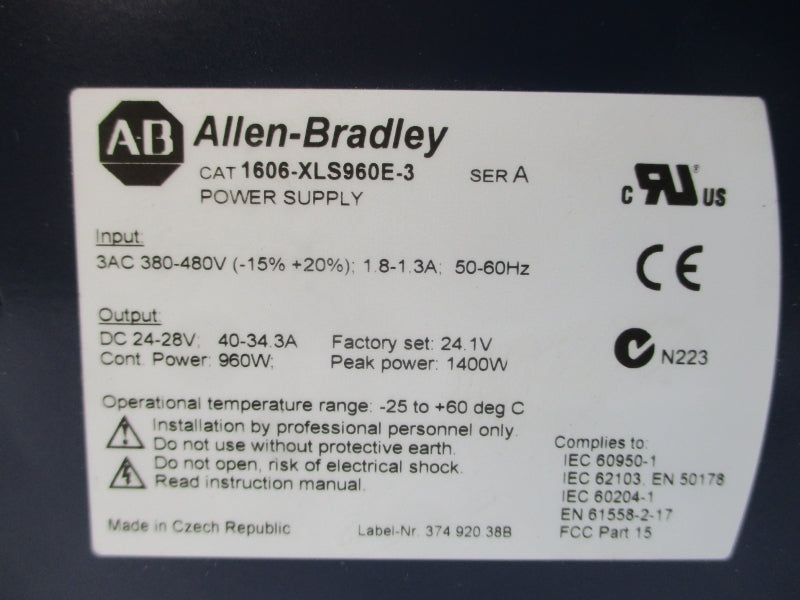 A-B Allen-Bradley
CAT 1606-XLS960E-3 SER A
POWER SUPPLY
c RU® US
Input:
3AC 380-480V (-15% +20%); 1.8-1.3A; 50-60Hz
CE
Output:
DC 24-28V; 40-34.3A Factory set: 24.1V
Cont. Power: 960W; Peak power: 1400W
N223
Operational temperature range: -25 to +60 deg C
Installation by professional personnel only.
Do not use without protective earth.
Do not open, risk of electrical shock.
Read instruction manual.
Complies to:
IEC 60950-1
IEC 62103, EN 50178
IEC 60204-1
EN 61558-2-17
FCC Part 15
Made in Czech Republic Label-Nr. 374 920 38B